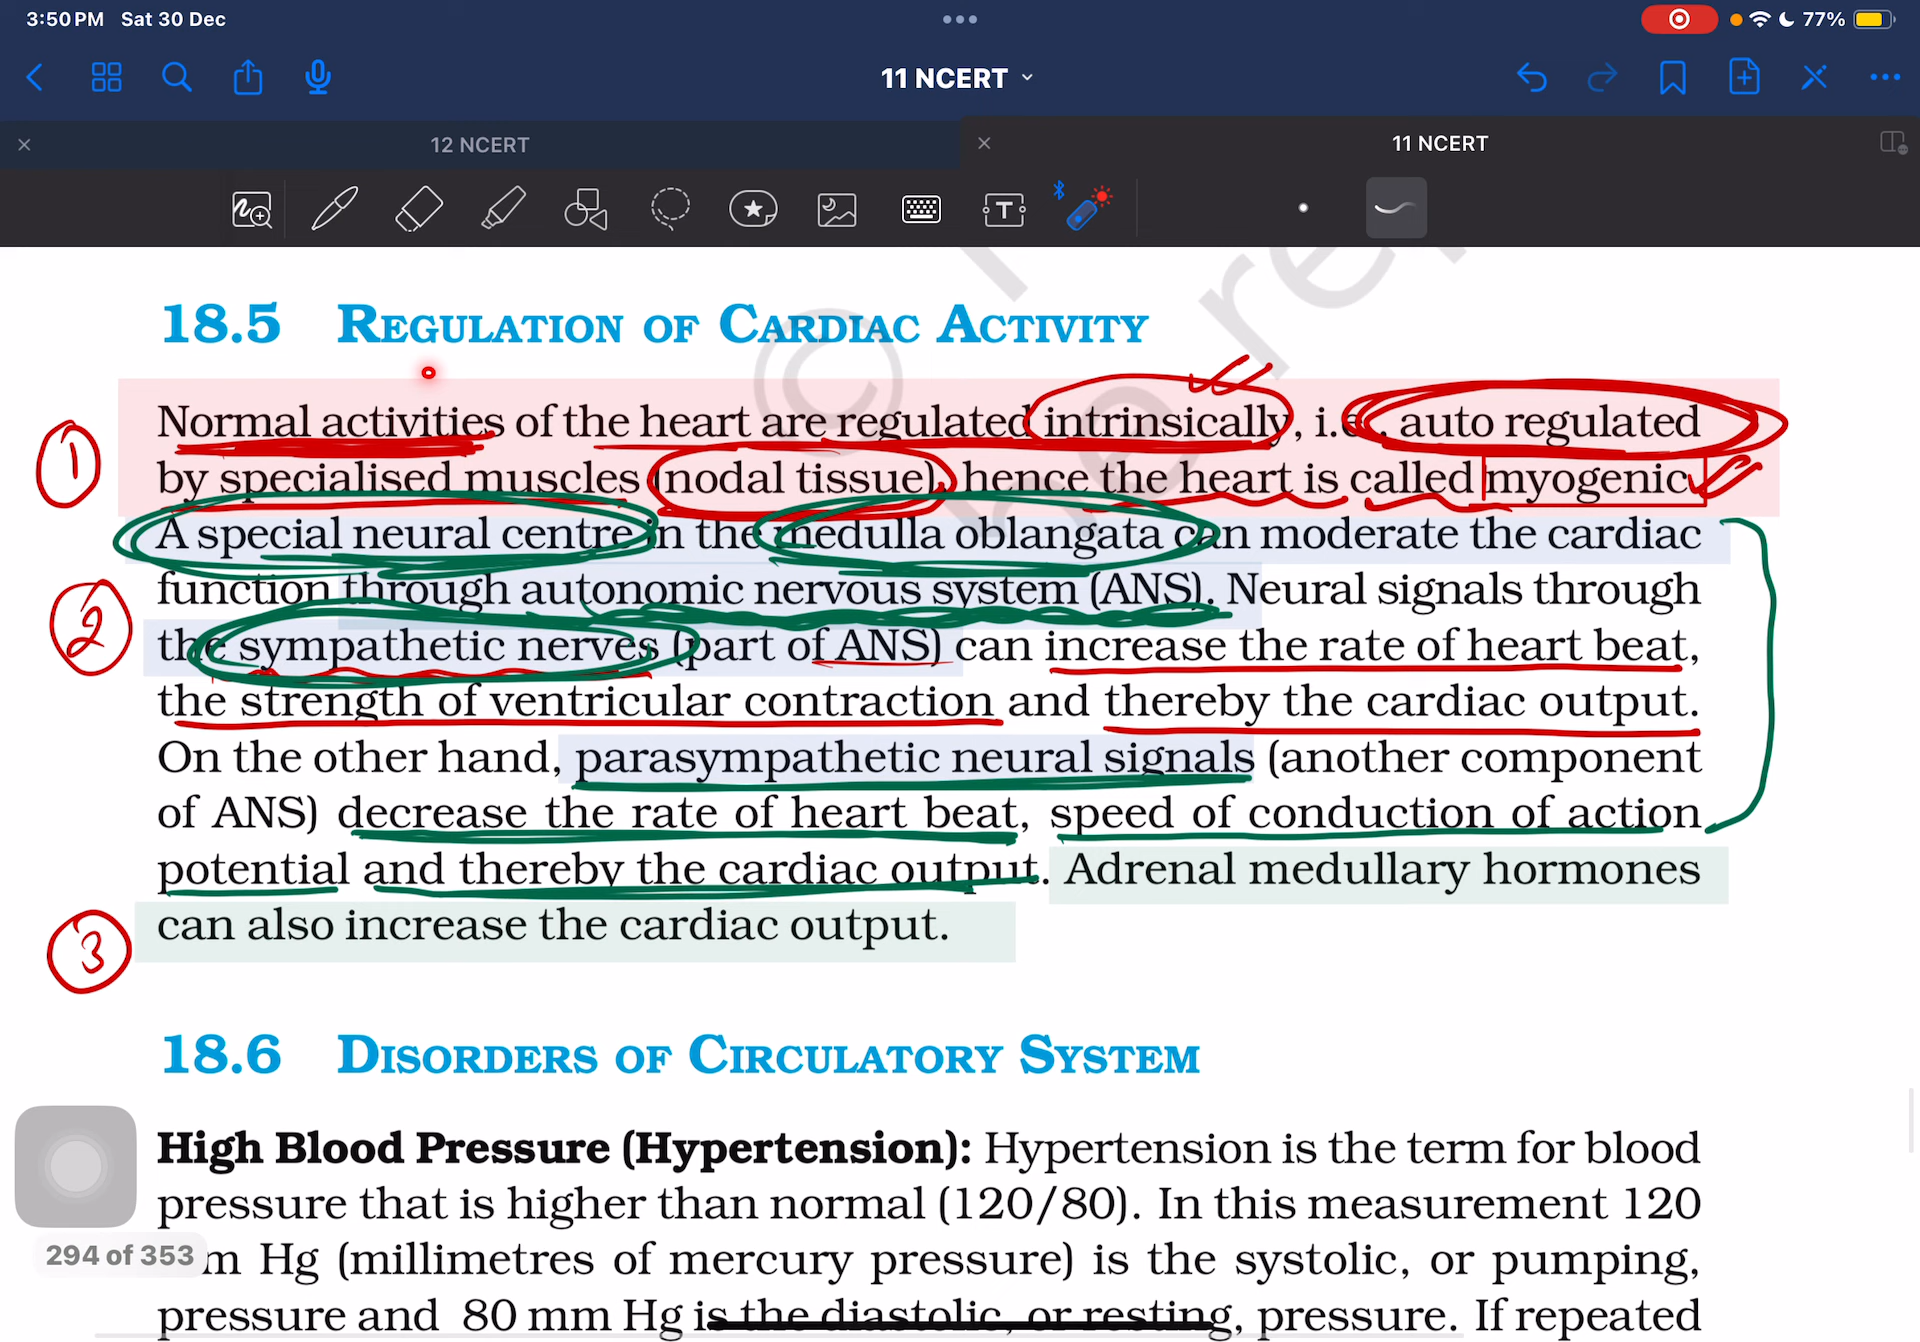 3:50 PM Sat 30 Dec
77%
11 NCERT
12 NCERT
11 NCERT
18.5 REGULATION OF CARDIAC ACTIVITY
Normal activities of the heart are regulated intrinsically, i.e., auto regulated
by specialised muscles (nodal tissue), hence the heart is called myogenic.
A special neural centre in the medulla oblangata can moderate the cardiac
function through autonomic nervous system (ANS). Neural signals through
the sympathetic nerves (part of ANS) can increase the rate of heart beat,
the strength of ventricular contraction and thereby the cardiac output.
On the other hand, parasympathetic neural signals (another component
of ANS) decrease the rate of heart beat, speed of conduction of action
potential and thereby the cardiac output. Adrenal medullary hormones
can also increase the cardiac output.
1
2
3
18.6 DISORDERS OF CIRCULATORY SYSTEM
High Blood Pressure (Hypertension): Hypertension is the term for blood
pressure that is higher than normal (120/80). In this measurement 120
m Hg (millimetres of mercury pressure) is the systolic, or pumping,
pressure and 80 mm Hg is the diastolic, or resting, pressure. If repeated
294 of 353